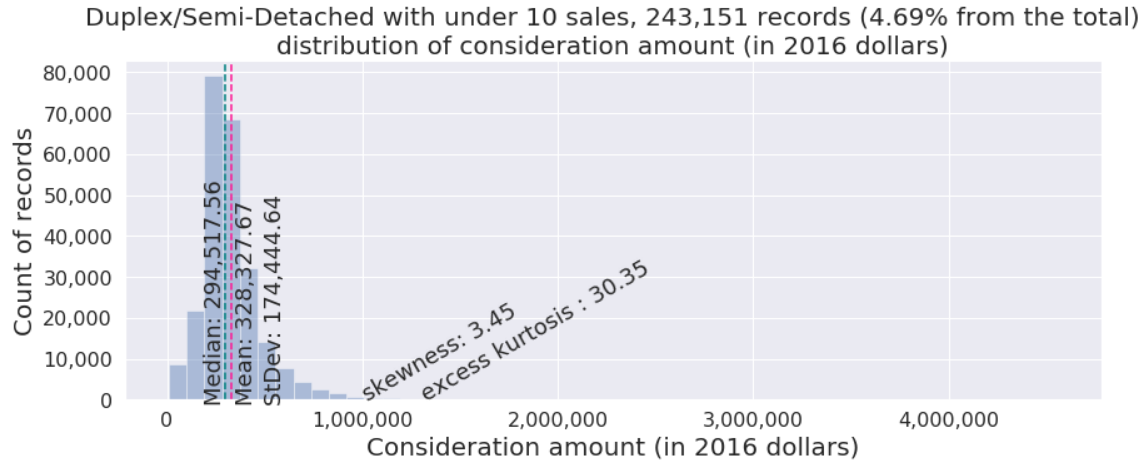 Duplex/Semi-Detached with under 10 sales, 243,151 records (4.69% from the total)
distribution of consideration amount (in 2016 dollars)
Count of records
80,000
70,000
60,000
50,000
40,000
30,000
20,000
10,000
0
Median: 294,517.56
Mean: 328,327.67
StDev: 174,444.64
skewness: 3.45
excess kurtosis : 30.35
0
1,000,000
2,000,000
3,000,000
4,000,000
Consideration amount (in 2016 dollars)